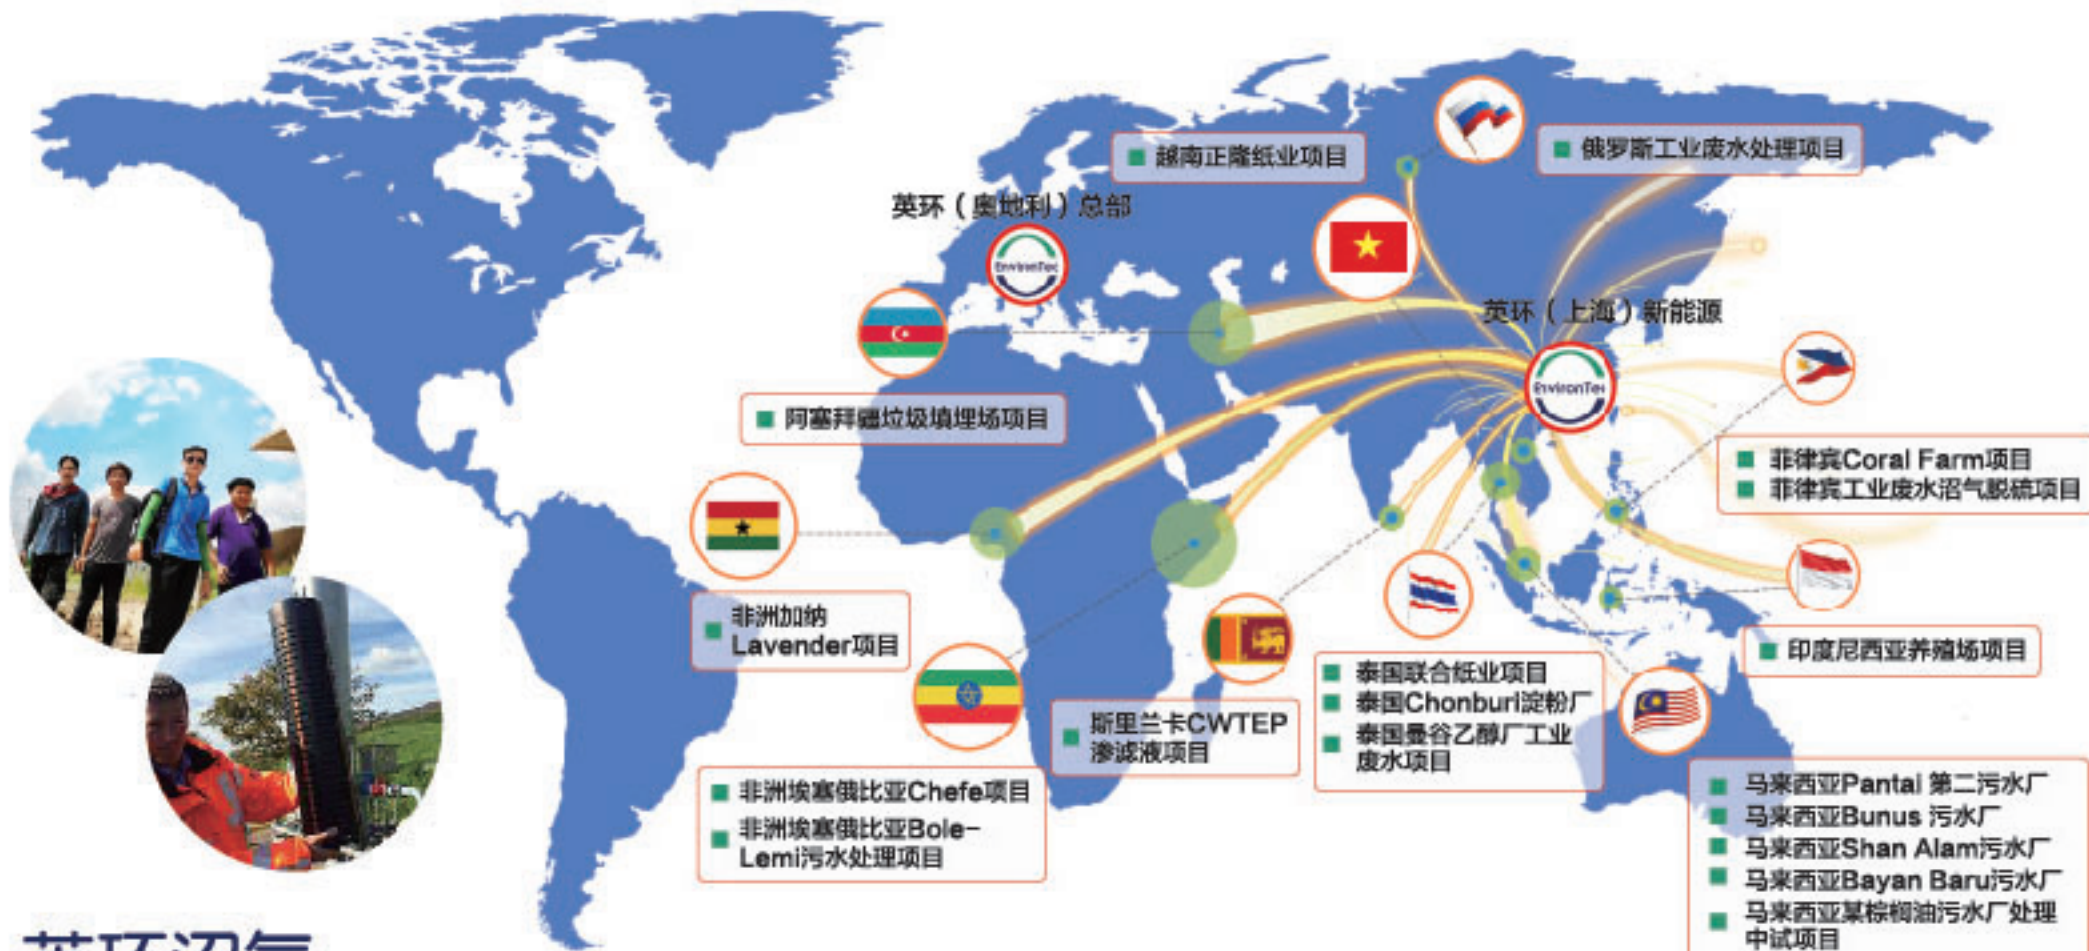 越南正隆纸业项目
俄罗斯工业废水处理项目
英环（奥地利）总部
EnvironTec
英环（上海）新能源
EnvironTec
阿塞拜疆垃圾填埋场项目
菲律宾Coral Farm项目
菲律宾工业废水沼气脱硫项目
非洲加纳
Lavender项目
印度尼西亚养殖场项目
斯里兰卡CWTEP
渗滤液项目
泰国联合纸业项目
泰国Chonburi淀粉厂
泰国曼谷乙醇厂工业
废水项目
非洲埃塞俄比亚Chefe项目
非洲埃塞俄比亚Bole-
Lemi污水处理项目
马来西亚Pantai 第二污水厂
马来西亚Bunus 污水厂
马来西亚Shan Alam污水厂
马来西亚Bayan Baru污水厂
马来西亚某棕榈油污水厂处理
中试项目
英环沼气